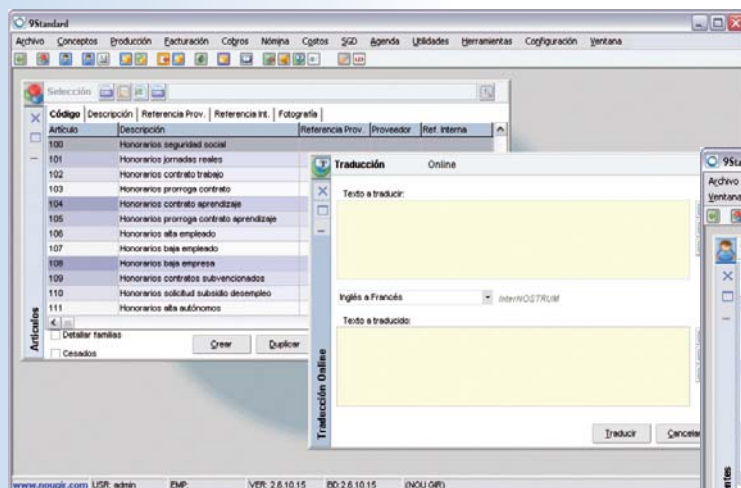 9Standard
Archivo Conceptos Producción Facturación Cobros Nómina Costos SGD Agenda Utilidades Herramientas Configuración Ventana
Selección
Código Descripción Referencia Prov. Referencia Int. Fotografía
Artículo Descripción Referencia Prov. Proveedor Ref. Interna
100 Honorarios seguridad social
101 Honorarios jornadas reales
102 Honorarios contrato trabajo
103 Honorarios prorroga contrato
104 Honorarios contrato aprendizaje
105 Honorarios prorroga contrato aprendizaje
106 Honorarios alta empleado
107 Honorarios baja empleado
108 Honorarios baja empresa
109 Honorarios contratos subvencionados
110 Honorarios solicitud subsidio desempleo
111 Honorarios alta autónomos
Detallar familias
Cesados
Crear Duplicar
Artículos
Traducción Online
Texto a traducir:
Inglés a Francés InterNOSTRUM
Texto a traducido:
Traducir Cancelar
Traducción Online
9Sta
Archivo
Ventana
ntes
www.nougir.com USR: admin EMP: VER: 2.6.10.15 BD:2.6.10.15 (NOU GIR)